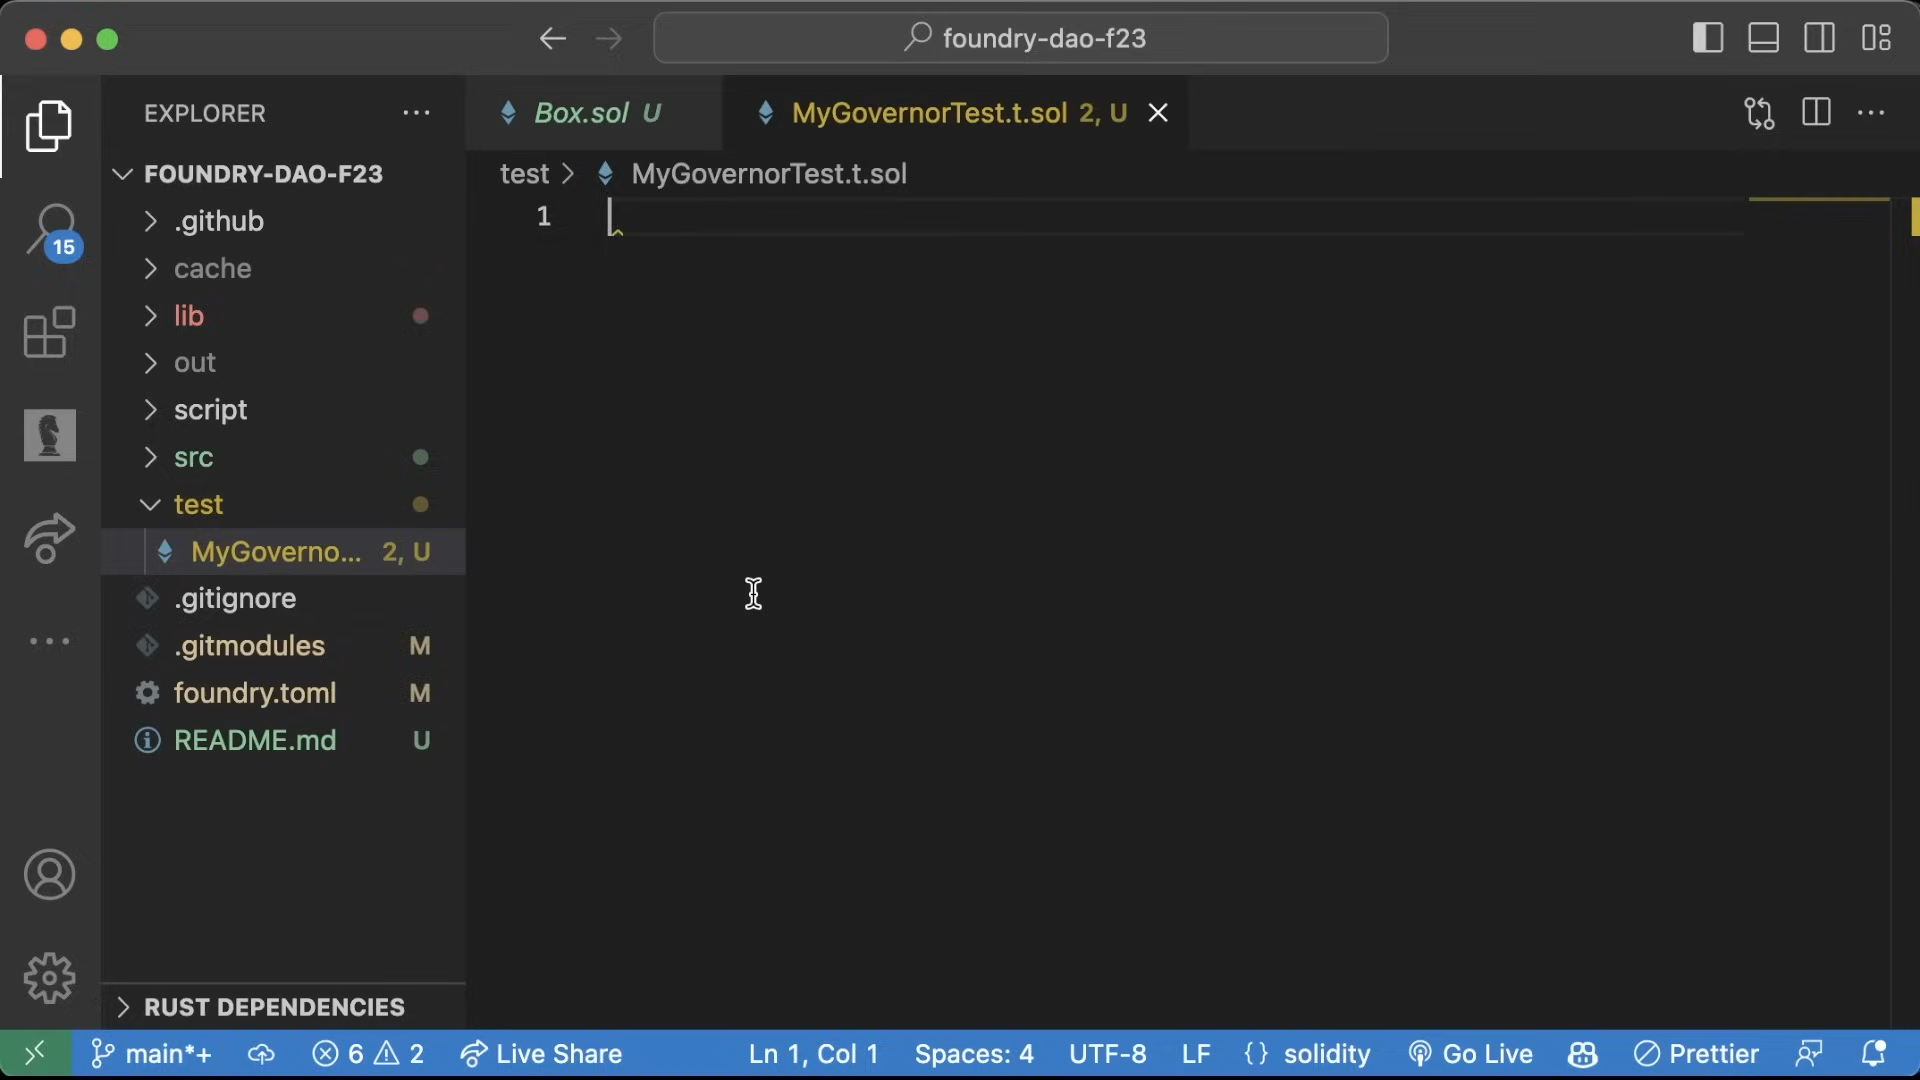 foundry-dao-f23
EXPLORER
Box.sol U
MyGovernorTest.t.sol 2, U
FOUNDRY-DAO-F23
test > MyGovernorTest.t.sol
1
.github
15
cache
lib
out
script
src
test
MyGoverno... 2, U
.gitignore
.gitmodules M
foundry.toml M
README.md U
RUST DEPENDENCIES
main*+ 6 2 Live Share Ln 1, Col 1 Spaces: 4 UTF-8 LF {} solidity Go Live Prettier